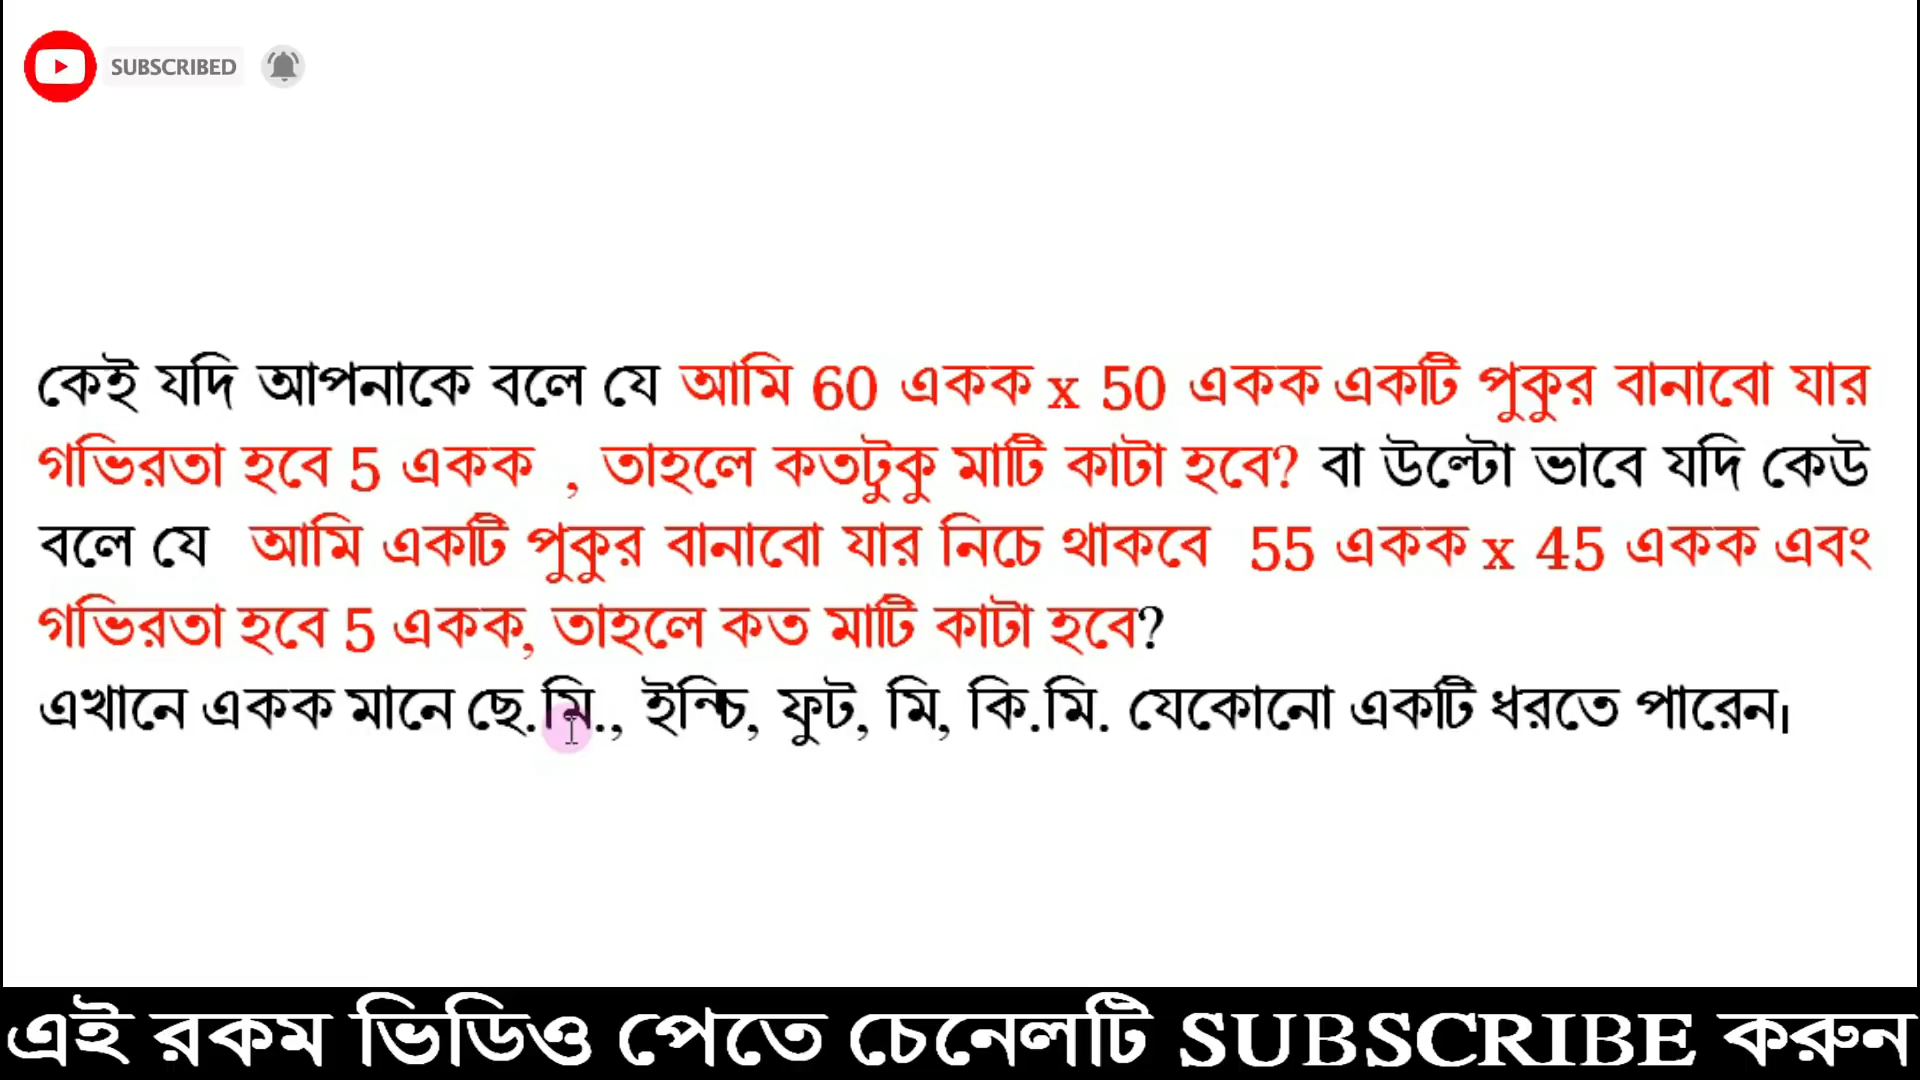 SUBSCRIBED
কেই যদি আপনাকে বলে যে আমি 60 একক x 50 একক একটি পুকুর বানাবো যার
গভিরতা হবে 5 একক , তাহলে কতটুকু মাটি কাটা হবে? বা উল্টো ভাবে যদি কেউ
বলে যে আমি একটি পুকুর বানাবো যার নিচে থাকবে 55 একক x 45 একক এবং
গভিরতা হবে 5 একক, তাহলে কত মাটি কাটা হবে?
এখানে একক মানে ছে.মি., ইন্চি, ফুট, মি, কি.মি. যেকোনো একটি ধরতে পারেন।
এই রকম ভিডিও পেতে চেনেলটি SUBSCRIBE করুন